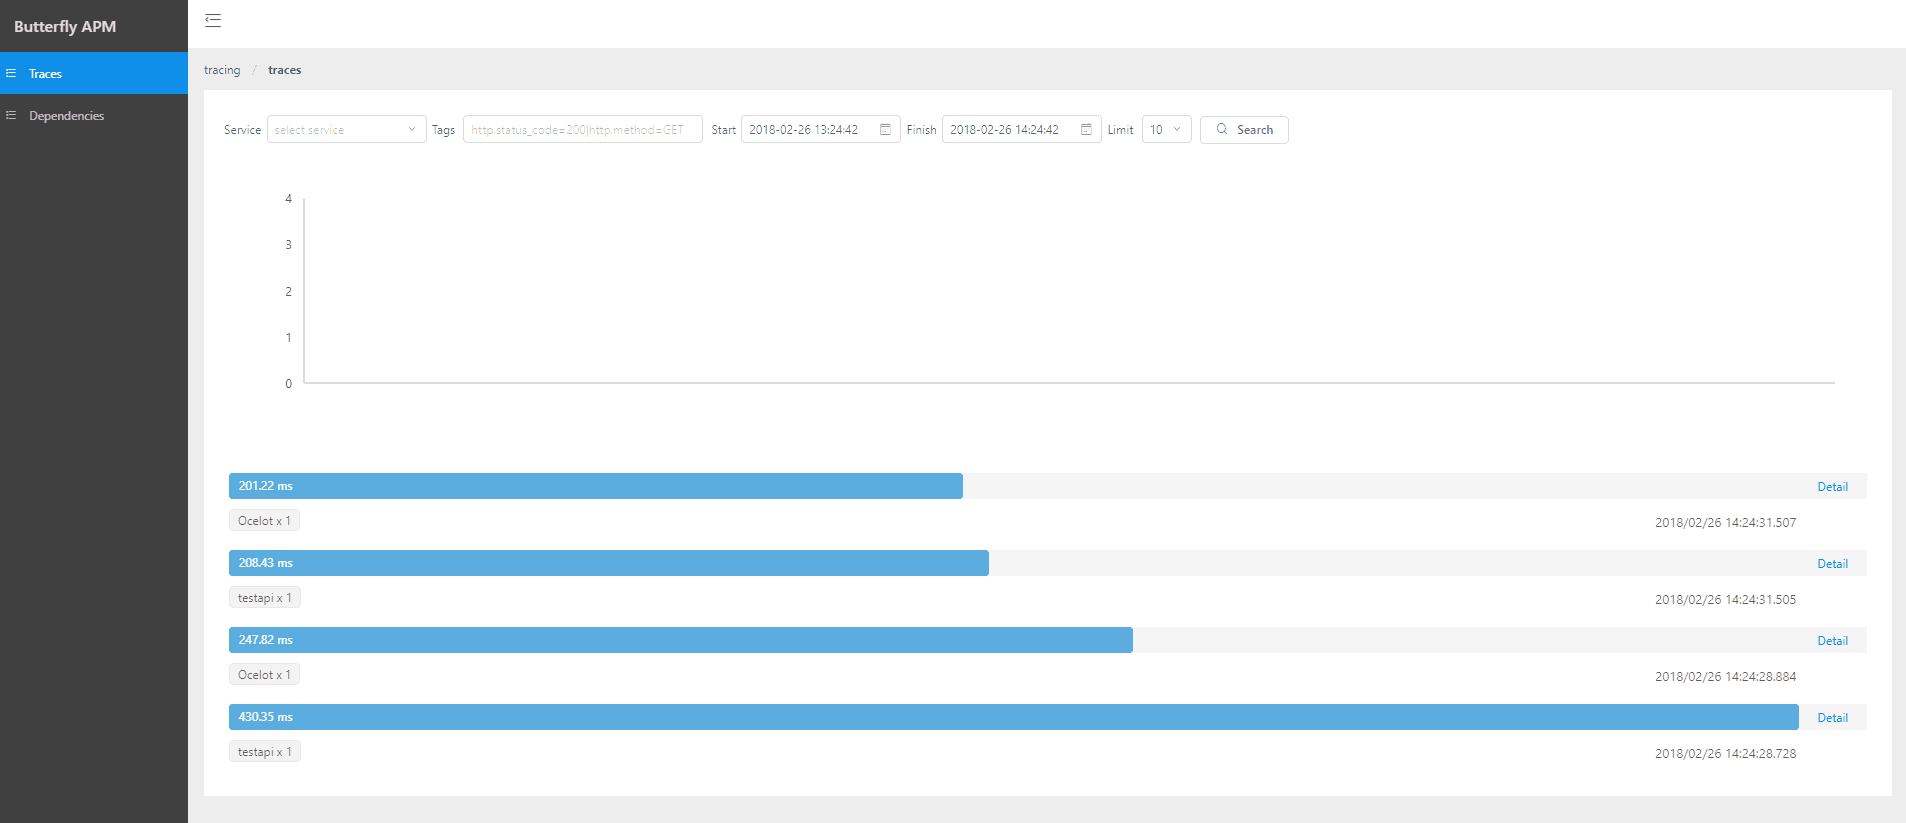 Butterfly APM
Traces
Dependencies
tracing / traces
Service select service Tags http.status_code=200|http.method=GET Start 2018-02-26 13:24:42 Finish 2018-02-26 14:24:42 Limit 10 Search
4
3
2
1
0
201.22 ms Detail
Ocelot x 1 2018/02/26 14:24:31.507
208.43 ms Detail
testapi x 1 2018/02/26 14:24:31.505
247.82 ms Detail
Ocelot x 1 2018/02/26 14:24:28.884
430.35 ms Detail
testapi x 1 2018/02/26 14:24:28.728